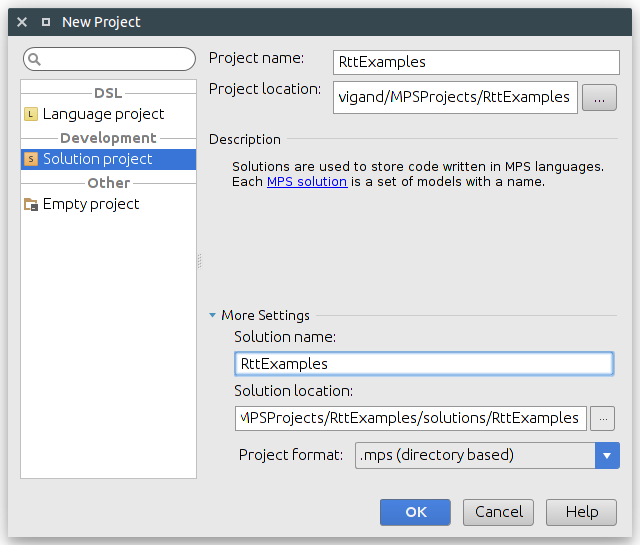 New Project
DSL
L Language project
Development
S Solution project
Other
Empty project
Project name: RttExamples
Project location: vigand/MPSProjects/RttExamples ...
Description
Solutions are used to store code written in MPS languages.
Each MPS solution is a set of models with a name.
More Settings
Solution name:
RttExamples
Solution location:
MPSProjects/RttExamples/solutions/RttExamples ...
Project format: .mps (directory based)
OK Cancel Help